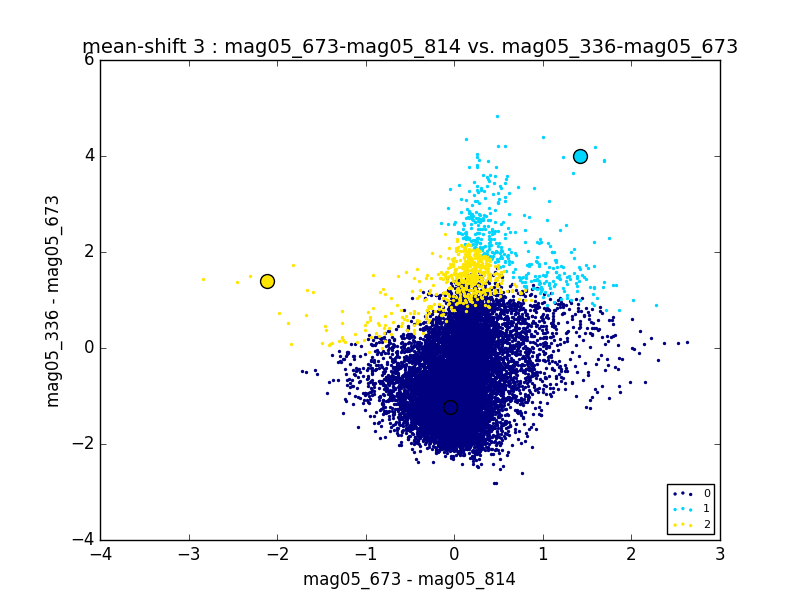 mean-shift 3 : mag05_673-mag05_814 vs. mag05_336-mag05_673
6
4
2
0
−2
−4
mag05_336 - mag05_673
−4 −3 −2 −1 0 1 2 3
mag05_673 - mag05_814
0
1
2